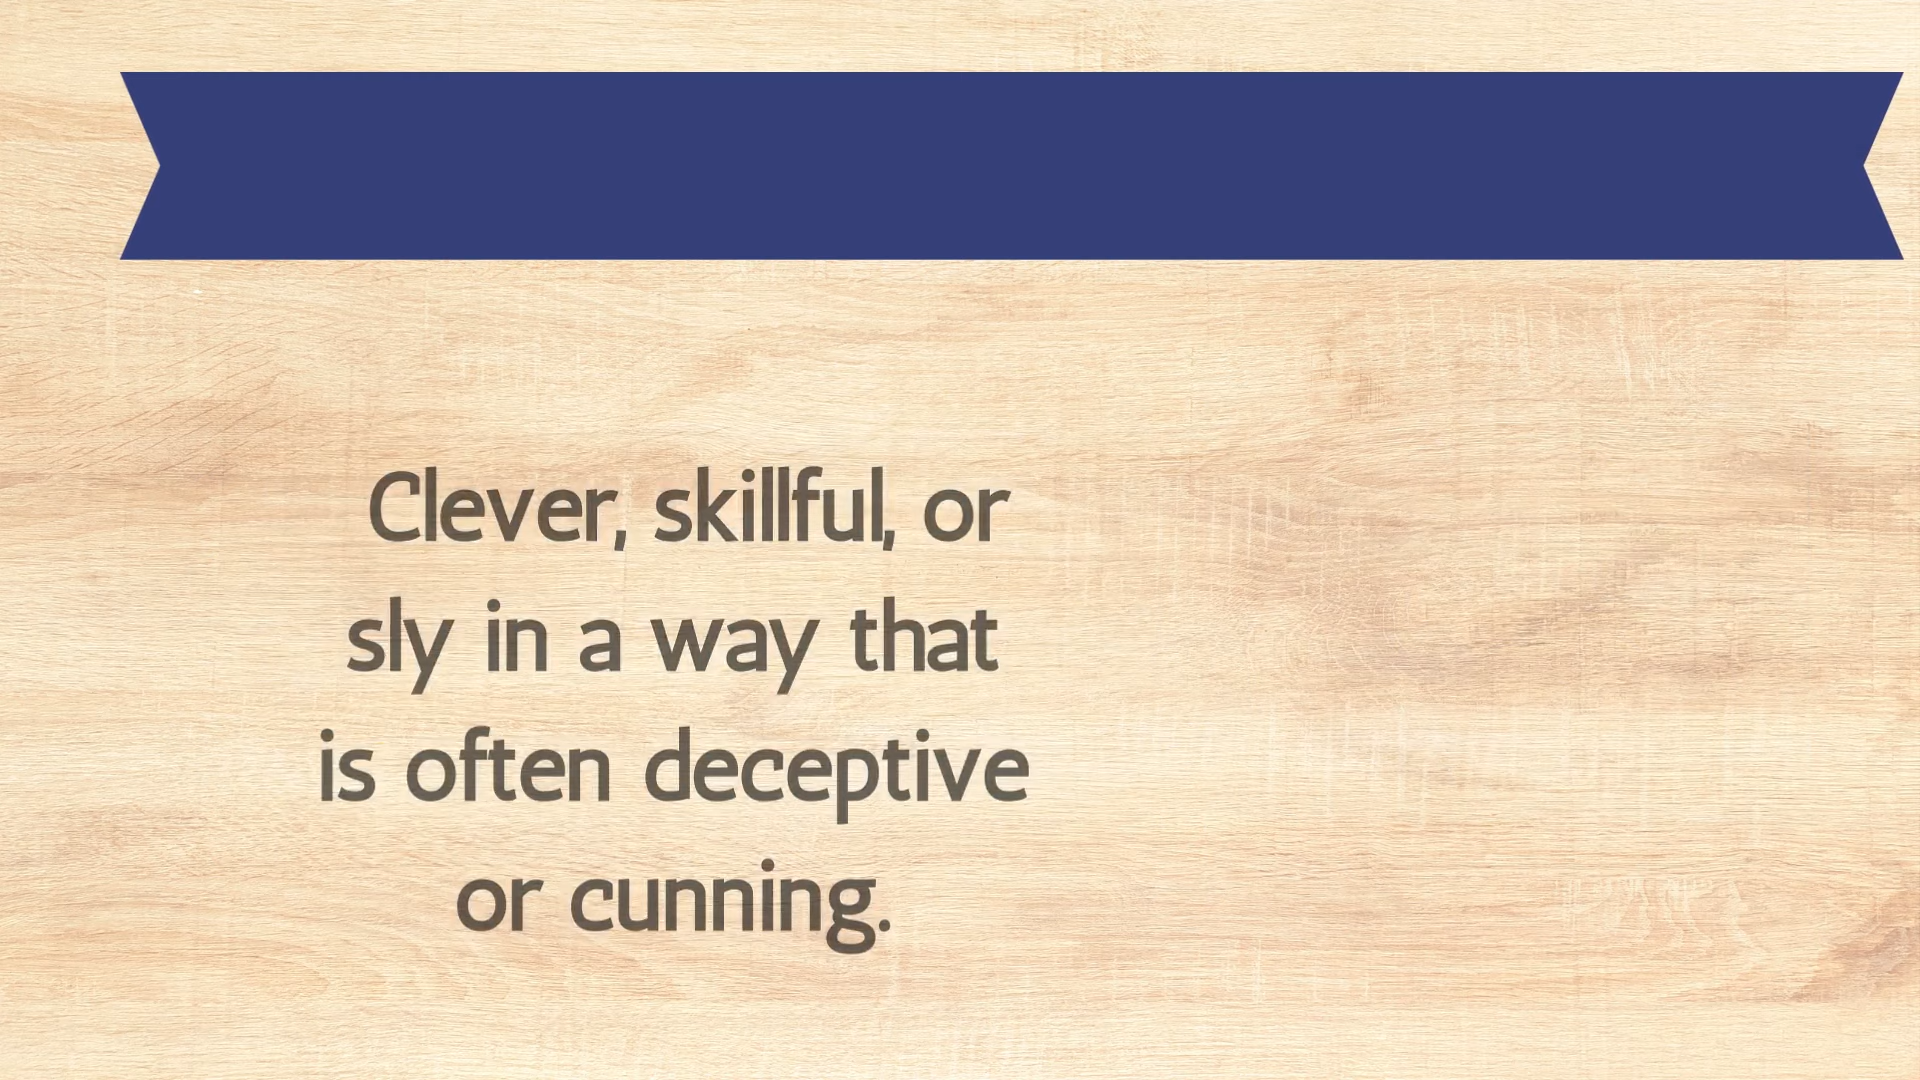 Clever, skillful, or
sly in a way that
is often deceptive
or cunning.